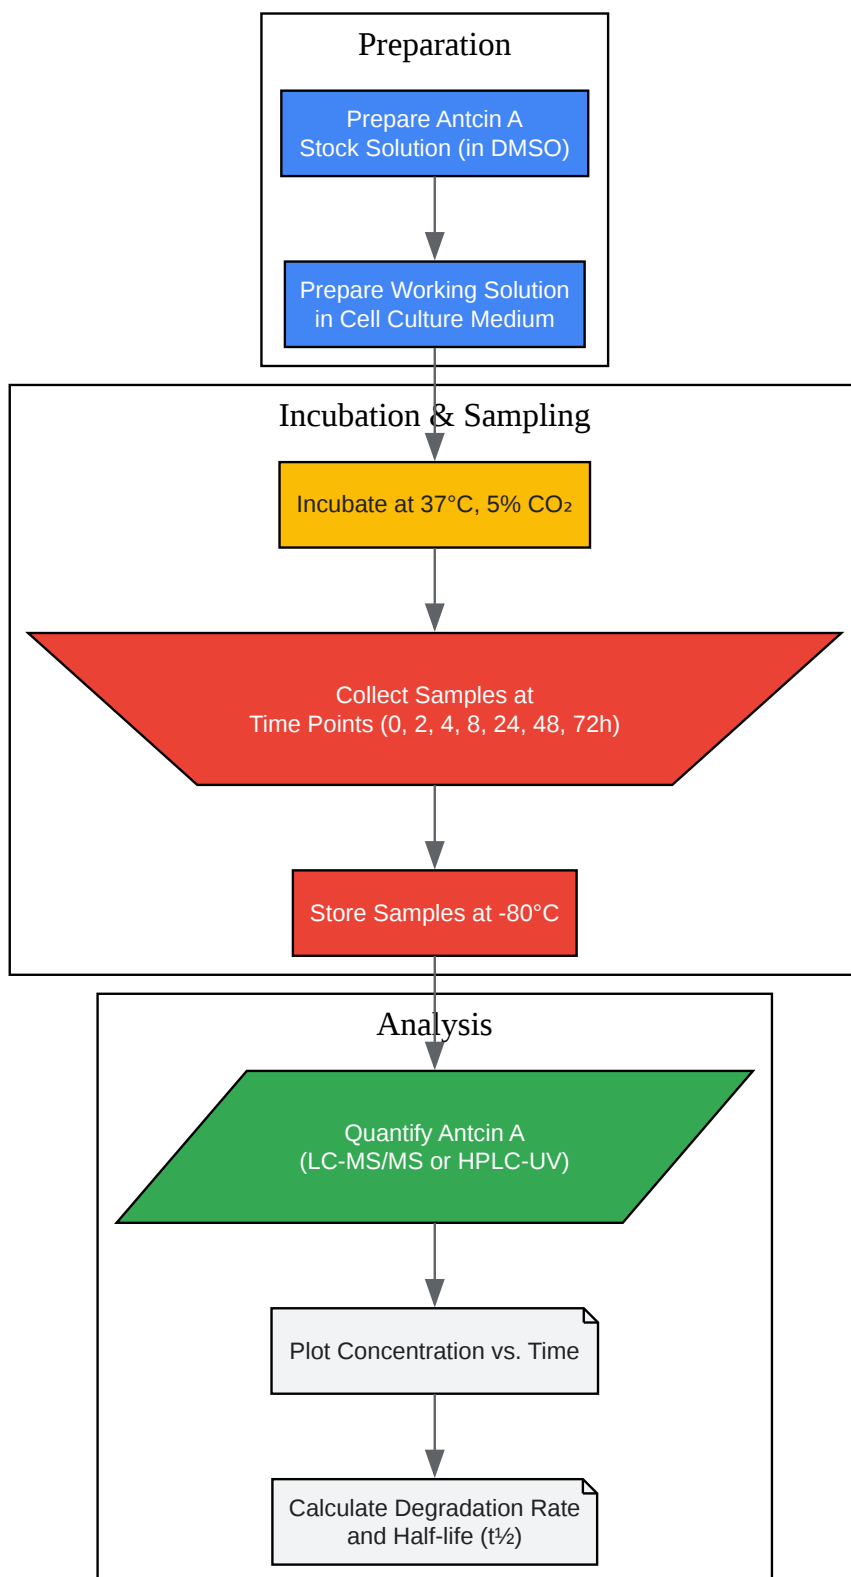 Preparation
Prepare Antcin A
Stock Solution (in DMSO)
Prepare Working Solution
in Cell Culture Medium
Incubation & Sampling
Incubate at 37°C, 5% CO₂
Collect Samples at
Time Points (0, 2, 4, 8, 24, 48, 72h)
Store Samples at -80°C
Analysis
Quantify Antcin A
(LC-MS/MS or HPLC-UV)
Plot Concentration vs. Time
Calculate Degradation Rate
and Half-life (t½)